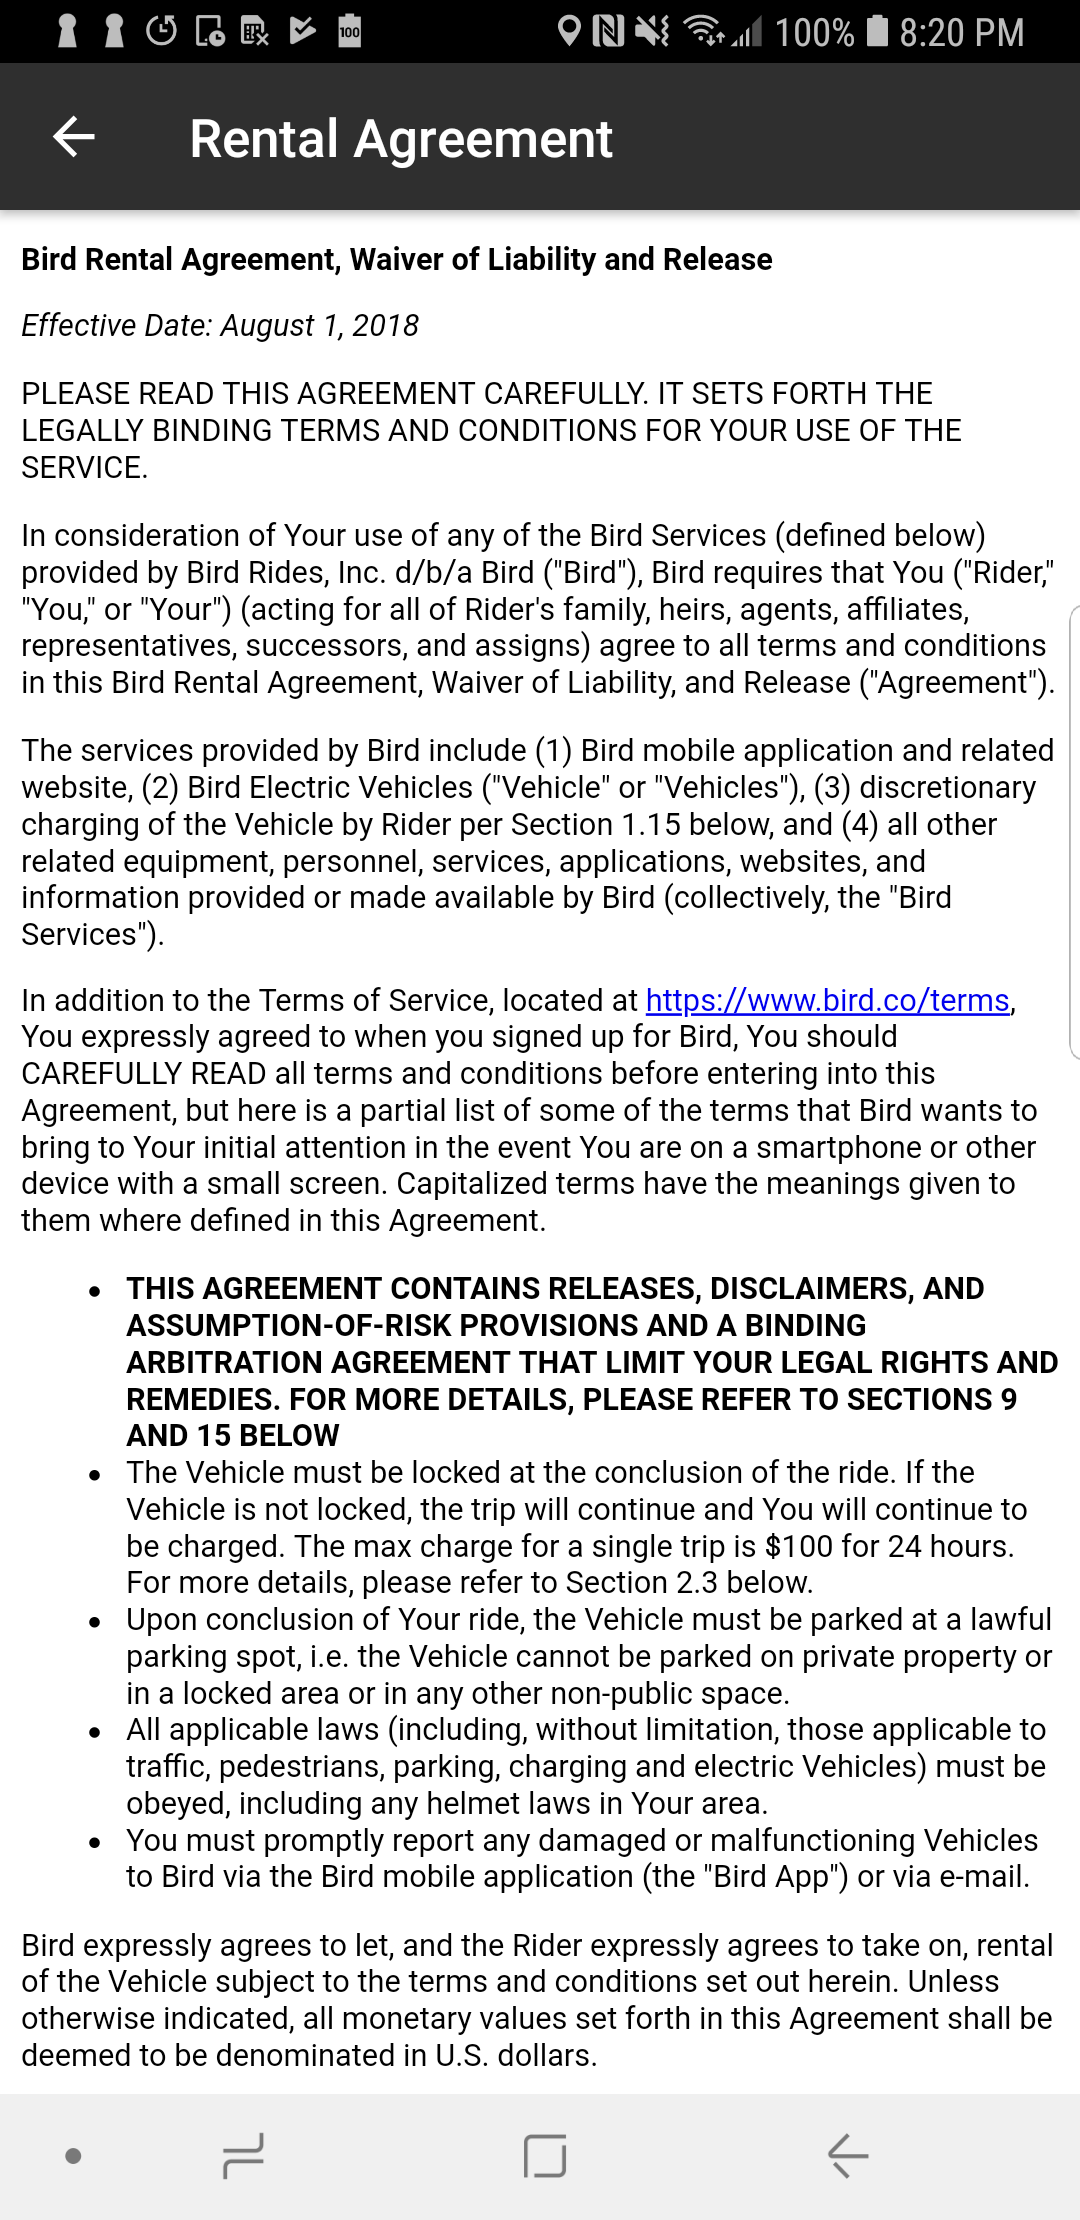 100
100% 8:20 PM
Rental Agreement
Bird Rental Agreement, Waiver of Liability and Release
Effective Date: August 1, 2018
PLEASE READ THIS AGREEMENT CAREFULLY. IT SETS FORTH THE
LEGALLY BINDING TERMS AND CONDITIONS FOR YOUR USE OF THE
SERVICE.
In consideration of Your use of any of the Bird Services (defined below)
provided by Bird Rides, Inc. d/b/a Bird ("Bird"), Bird requires that You ("Rider,"
"You," or "Your") (acting for all of Rider's family, heirs, agents, affiliates,
representatives, successors, and assigns) agree to all terms and conditions
in this Bird Rental Agreement, Waiver of Liability, and Release ("Agreement").
The services provided by Bird include (1) Bird mobile application and related
website, (2) Bird Electric Vehicles ("Vehicle" or "Vehicles"), (3) discretionary
charging of the Vehicle by Rider per Section 1.15 below, and (4) all other
related equipment, personnel, services, applications, websites, and
information provided or made available by Bird (collectively, the "Bird
Services").
In addition to the Terms of Service, located at https://www.bird.co/terms,
You expressly agreed to when you signed up for Bird, You should
CAREFULLY READ all terms and conditions before entering into this
Agreement, but here is a partial list of some of the terms that Bird wants to
bring to Your initial attention in the event You are on a smartphone or other
device with a small screen. Capitalized terms have the meanings given to
them where defined in this Agreement.
• THIS AGREEMENT CONTAINS RELEASES, DISCLAIMERS, AND
ASSUMPTION-OF-RISK PROVISIONS AND A BINDING
ARBITRATION AGREEMENT THAT LIMIT YOUR LEGAL RIGHTS AND
REMEDIES. FOR MORE DETAILS, PLEASE REFER TO SECTIONS 9
AND 15 BELOW
• The Vehicle must be locked at the conclusion of the ride. If the
Vehicle is not locked, the trip will continue and You will continue to
be charged. The max charge for a single trip is $100 for 24 hours.
For more details, please refer to Section 2.3 below.
• Upon conclusion of Your ride, the Vehicle must be parked at a lawful
parking spot, i.e. the Vehicle cannot be parked on private property or
in a locked area or in any other non-public space.
• All applicable laws (including, without limitation, those applicable to
traffic, pedestrians, parking, charging and electric Vehicles) must be
obeyed, including any helmet laws in Your area.
• You must promptly report any damaged or malfunctioning Vehicles
to Bird via the Bird mobile application (the "Bird App") or via e-mail.
Bird expressly agrees to let, and the Rider expressly agrees to take on, rental
of the Vehicle subject to the terms and conditions set out herein. Unless
otherwise indicated, all monetary values set forth in this Agreement shall be
deemed to be denominated in U.S. dollars.